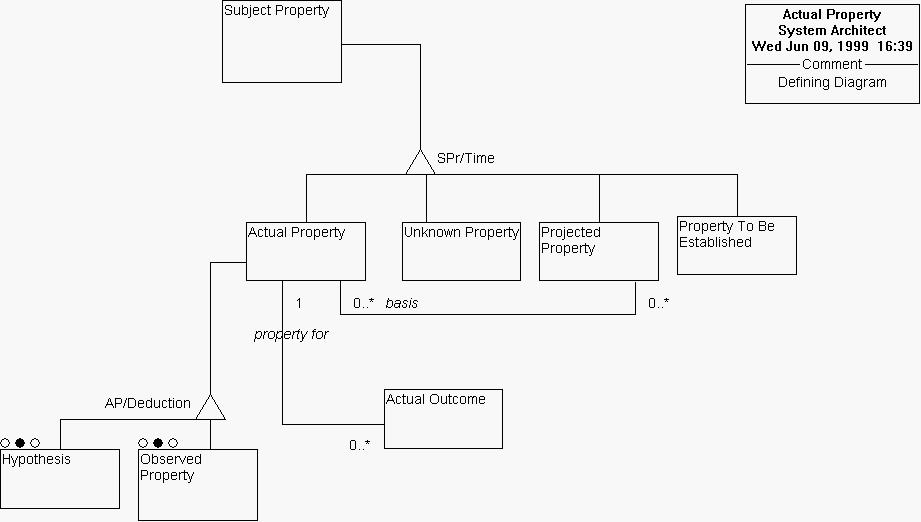 Subject Property
Actual Property
System Architect
Wed Jun 09, 1999 16:39
Comment
Defining Diagram
SPr/Time
Actual Property
Unknown Property
Projected
Property
Property To Be
Established
1
0..*
basis
0..*
property for
AP/Deduction
Actual Outcome
0..*
Hypothesis
Observed
Property